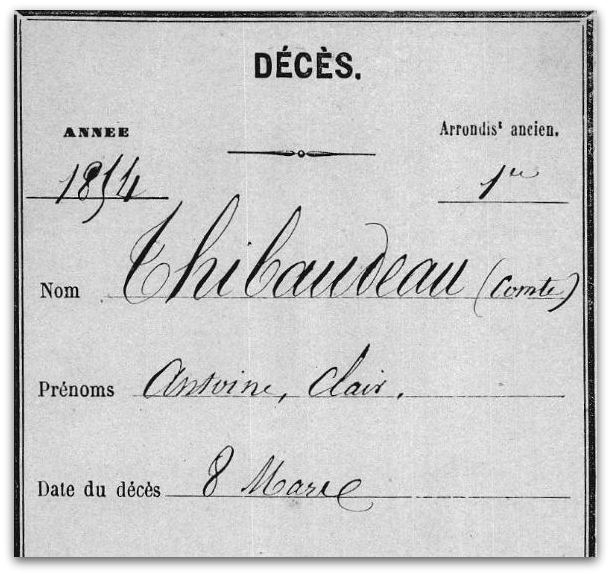 DÉCÈS.
ANNEE
Arrondist ancien.
1854
1er
Nom Thibaudeau (Comte)
Prénoms Antoine, Clair.
Date du décès 8 Mars